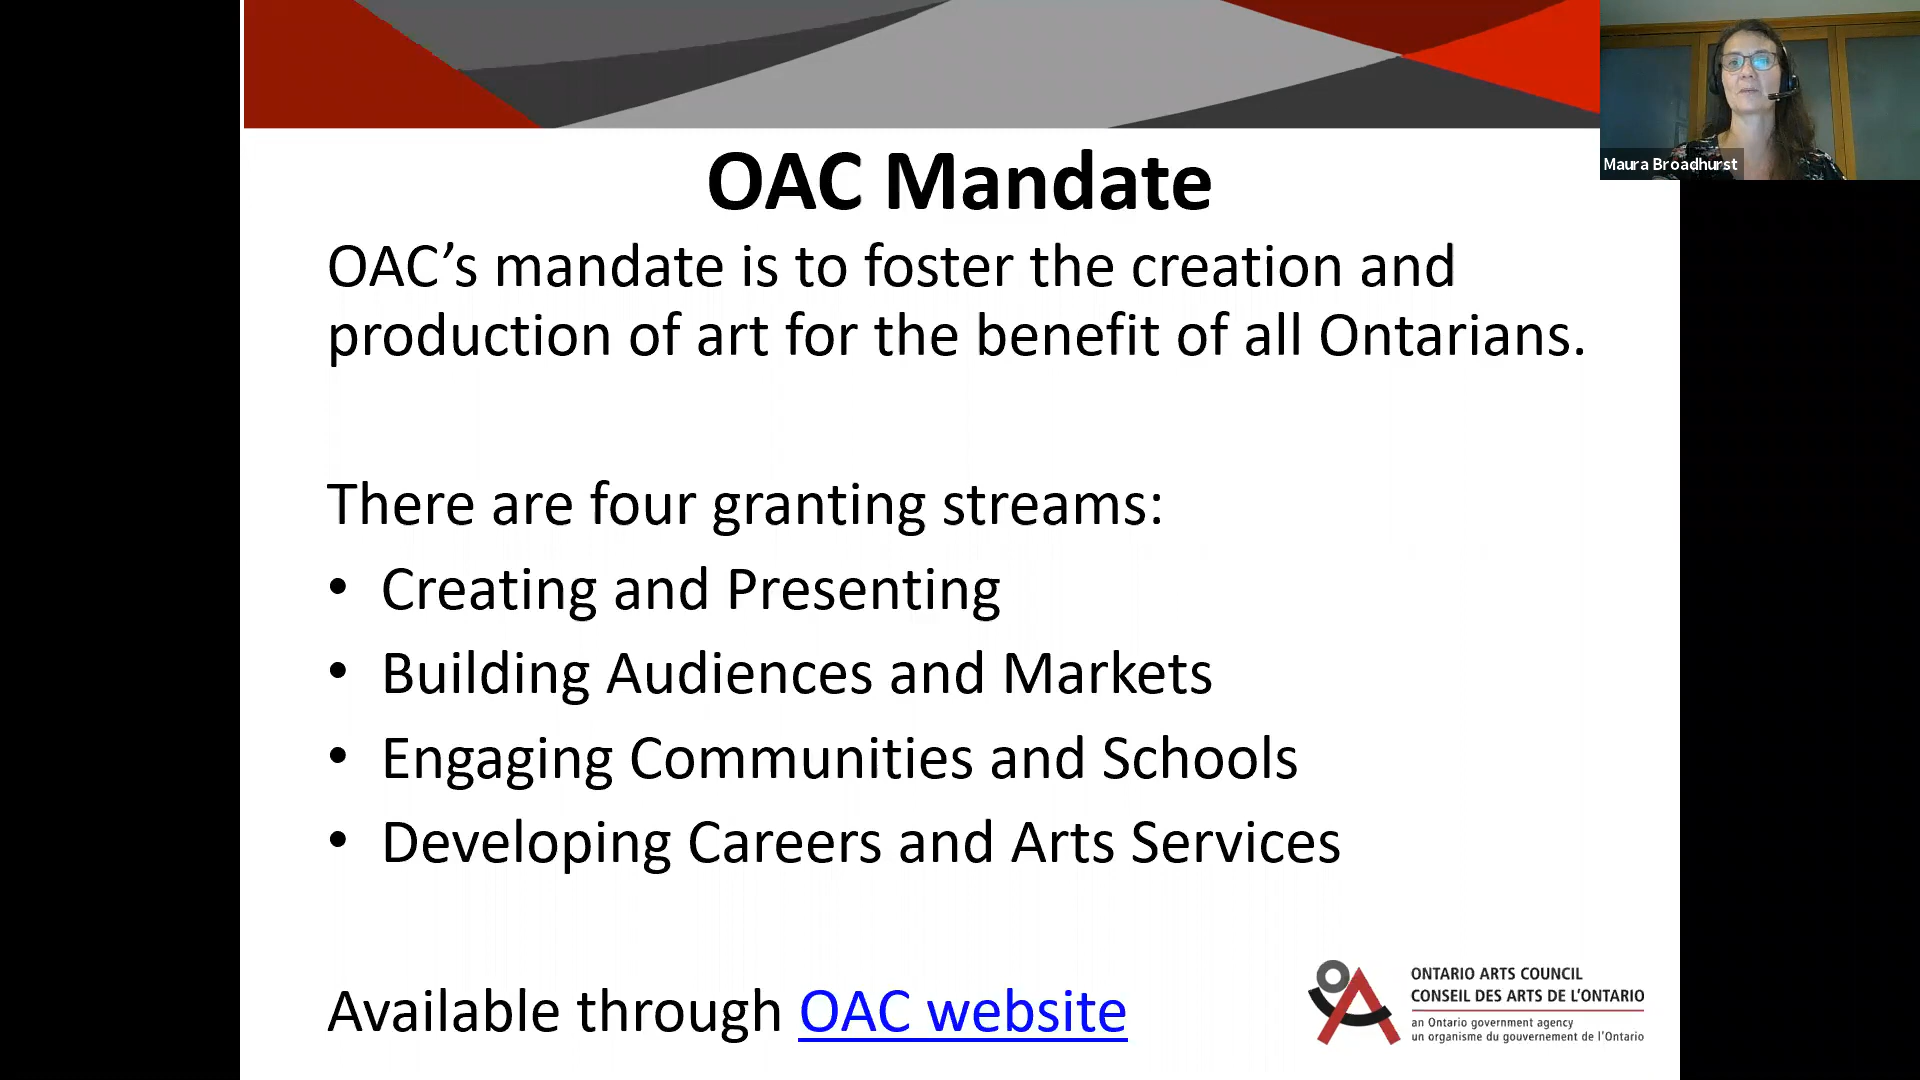 OAC Mandate
OAC’s mandate is to foster the creation and
production of art for the benefit of all Ontarians.
There are four granting streams:
• Creating and Presenting
• Building Audiences and Markets
• Engaging Communities and Schools
• Developing Careers and Arts Services
Available through OAC website
ONTARIO ARTS COUNCIL
CONSEIL DES ARTS DE L’ONTARIO
an Ontario government agency
un organisme du gouvernement de l’Ontario
Maura Broadhurst